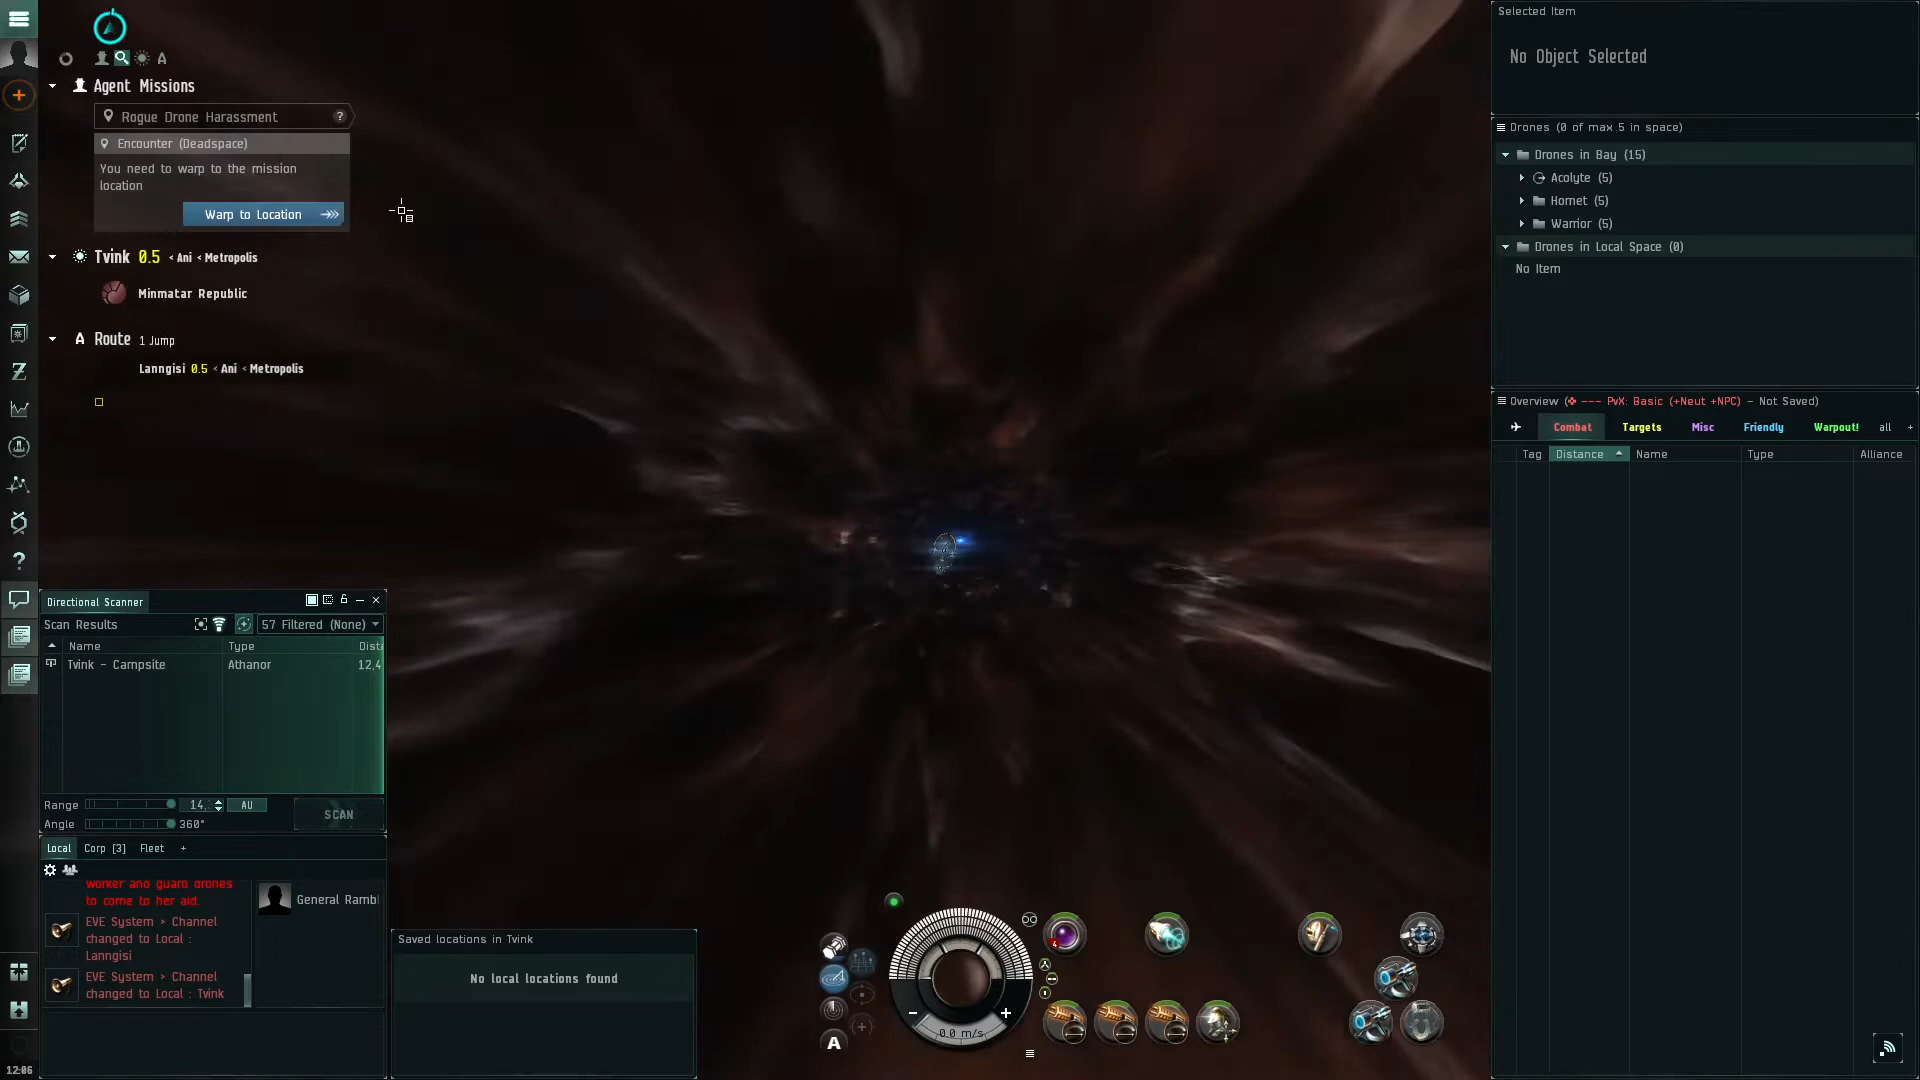 Agent Missions
Rogue Drone Harassment ?
Encounter (Deadspace)
You need to warp to the mission
location
Warp to Location
Tvink 0.5 < Ani < Metropolis
Minmatar Republic
A Route 1 Jump
Lanngisi 0.5 < Ani < Metropolis
Directional Scanner
Scan Results
57 Filtered (None)
Name Type Dista
Tvink - Campsite Athanor 12,4
Range 14, AU
SCAN
Angle 360°
Local Corp [3] Fleet +
worker and guard drones
to come to her aid.
EVE System > Channel
changed to Local :
Lanngisi
EVE System > Channel
changed to Local : Tvink
General Rambl
12:06
Saved locations in Tvink
No local locations found
A
4
- +
0.0 m/s
Selected Item
No Object Selected
Drones (0 of max 5 in space)
Drones in Bay (15)
Acolyte (5)
Hornet (5)
Warrior (5)
Drones in Local Space (0)
No Item
Overview (❖ --- PvX: Basic (+Neut +NPC) - Not Saved)
Combat Targets Misc Friendly Warpout! all +
Tag Distance Name Type Alliance